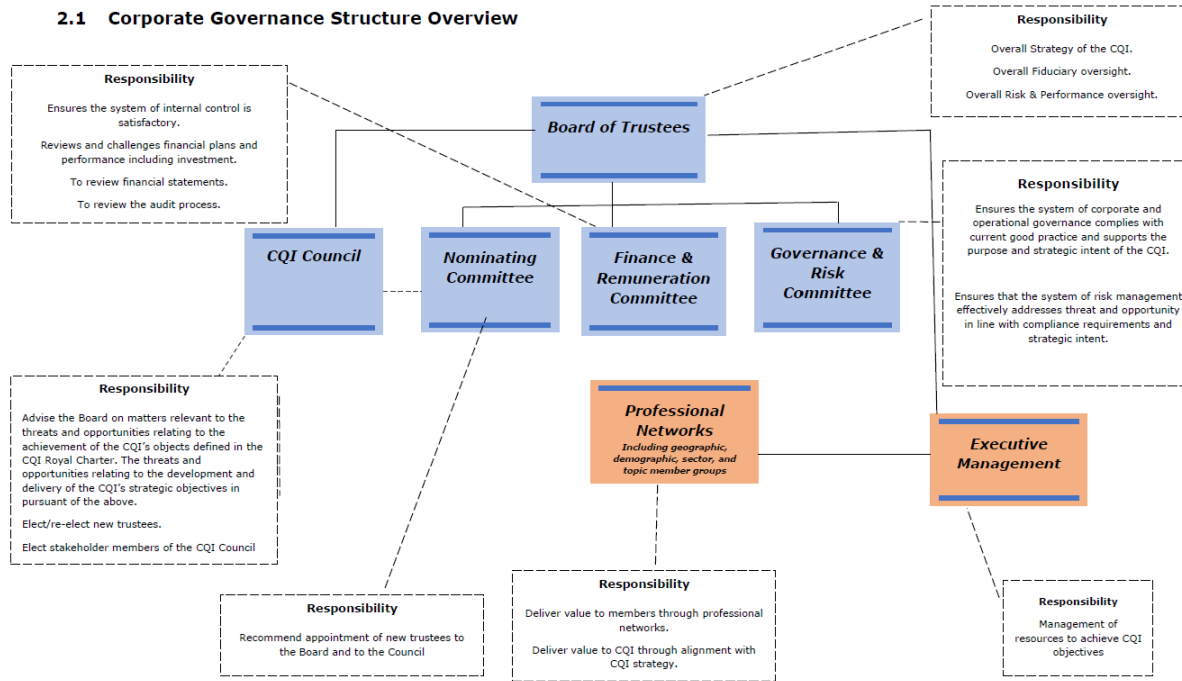 2.1 Corporate Governance Structure Overview
Responsibility
Overall Strategy of the CQI.
Overall Fiduciary oversight.
Overall Risk & Performance oversight.
Responsibility
Ensures the system of internal control is
satisfactory.
Reviews and challenges financial plans and
performance including investment.
To review financial statements.
To review the audit process.
Board of Trustees
Responsibility
Ensures the system of corporate and
operational governance complies with
current good practice and supports the
purpose and strategic intent of the CQI.
Ensures that the system of risk management
effectively addresses threat and opportunity
in line with compliance requirements and
strategic intent.
CQI Council
Nominating
Committee
Finance &
Remuneration
Committee
Governance &
Risk
Committee
Responsibility
Advise the Board on matters relevant to the
threats and opportunities relating to the
achievement of the CQI's objects defined in the
CQI Royal Charter. The threats and
opportunities relating to the development and
delivery of the CQI's strategic objectives in
pursuant of the above.
Elect/re-elect new trustees.
Elect stakeholder members of the CQI Council
Professional
Networks
Including geographic,
demographic, sector, and
topic member groups
Executive
Management
Responsibility
Recommend appointment of new trustees to
the Board and to the Council
Responsibility
Deliver value to members through professional
networks.
Deliver value to CQI through alignment with
CQI strategy.
Responsibility
Management of
resources to achieve CQI
objectives